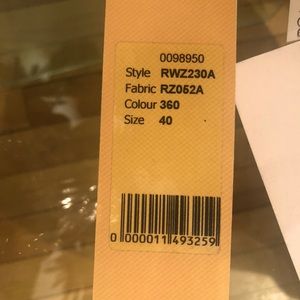 0098950
Style RWZ230A
Fabric RZ052A
Colour 360
Size 40
0 000011 493259